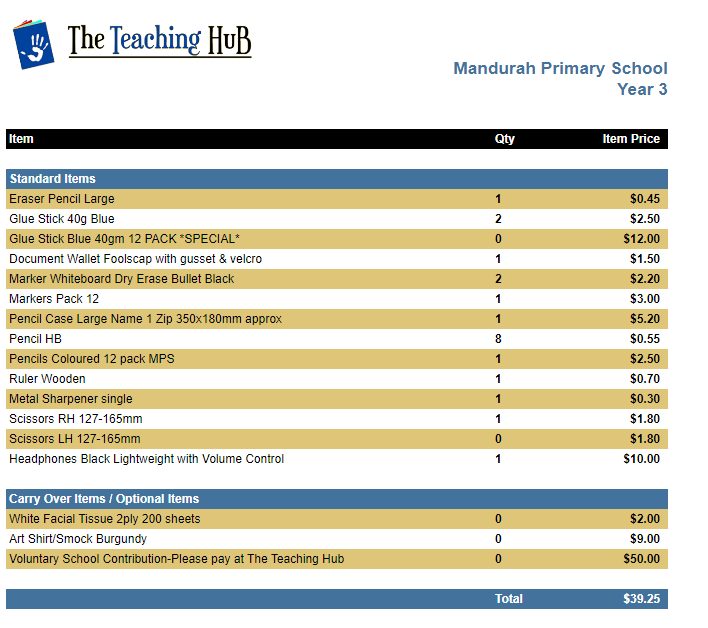 The Teaching Hub
Mandurah Primary School
Year 3
Item Qty Item Price
Standard Items
Eraser Pencil Large 1 $0.45
Glue Stick 40g Blue 2 $2.50
Glue Stick Blue 40gm 12 PACK *SPECIAL* 0 $12.00
Document Wallet Foolscap with gusset & velcro 1 $1.50
Marker Whiteboard Dry Erase Bullet Black 2 $2.20
Markers Pack 12 1 $3.00
Pencil Case Large Name 1 Zip 350x180mm approx 1 $5.20
Pencil HB 8 $0.55
Pencils Coloured 12 pack MPS 1 $2.50
Ruler Wooden 1 $0.70
Metal Sharpener single 1 $0.30
Scissors RH 127-165mm 1 $1.80
Scissors LH 127-165mm 0 $1.80
Headphones Black Lightweight with Volume Control 1 $10.00
Carry Over Items / Optional Items
White Facial Tissue 2ply 200 sheets 0 $2.00
Art Shirt/Smock Burgundy 0 $9.00
Voluntary School Contribution-Please pay at The Teaching Hub 0 $50.00
Total $39.25